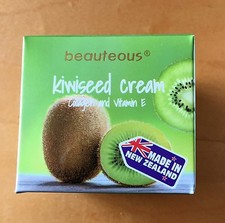 beauteous®
kiwiseed cream
Collagen and Vitamin E
MADE IN
NEW ZEALAND